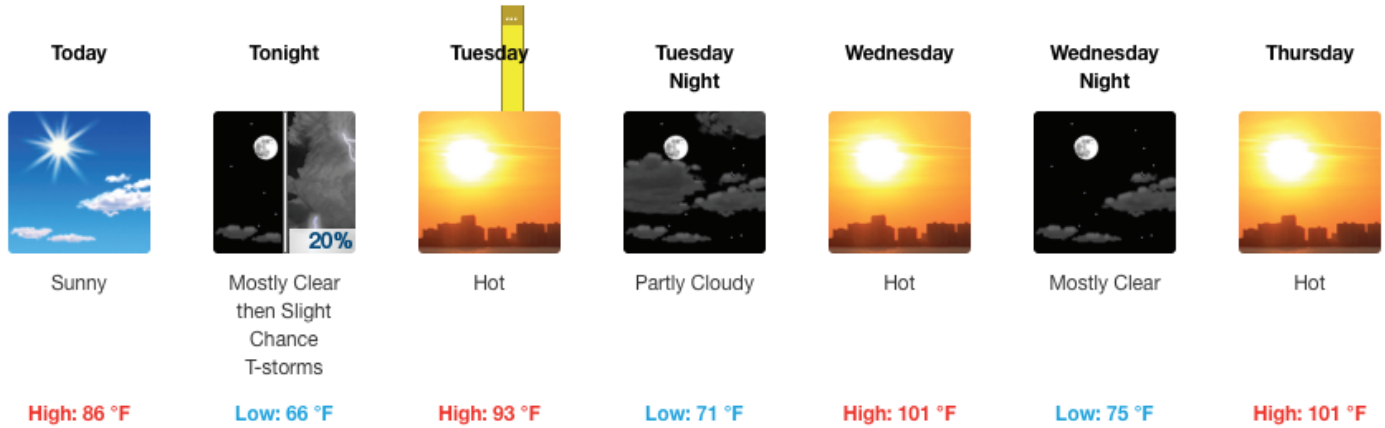 Today
Sunny
High: 86 °F
Tonight
20%
Mostly Clear
then Slight
Chance
T-storms
Low: 66 °F
...
Tuesday
Hot
High: 93 °F
Tuesday
Night
Partly Cloudy
Low: 71 °F
Wednesday
Hot
High: 101 °F
Wednesday
Night
Mostly Clear
Low: 75 °F
Thursday
Hot
High: 101 °F